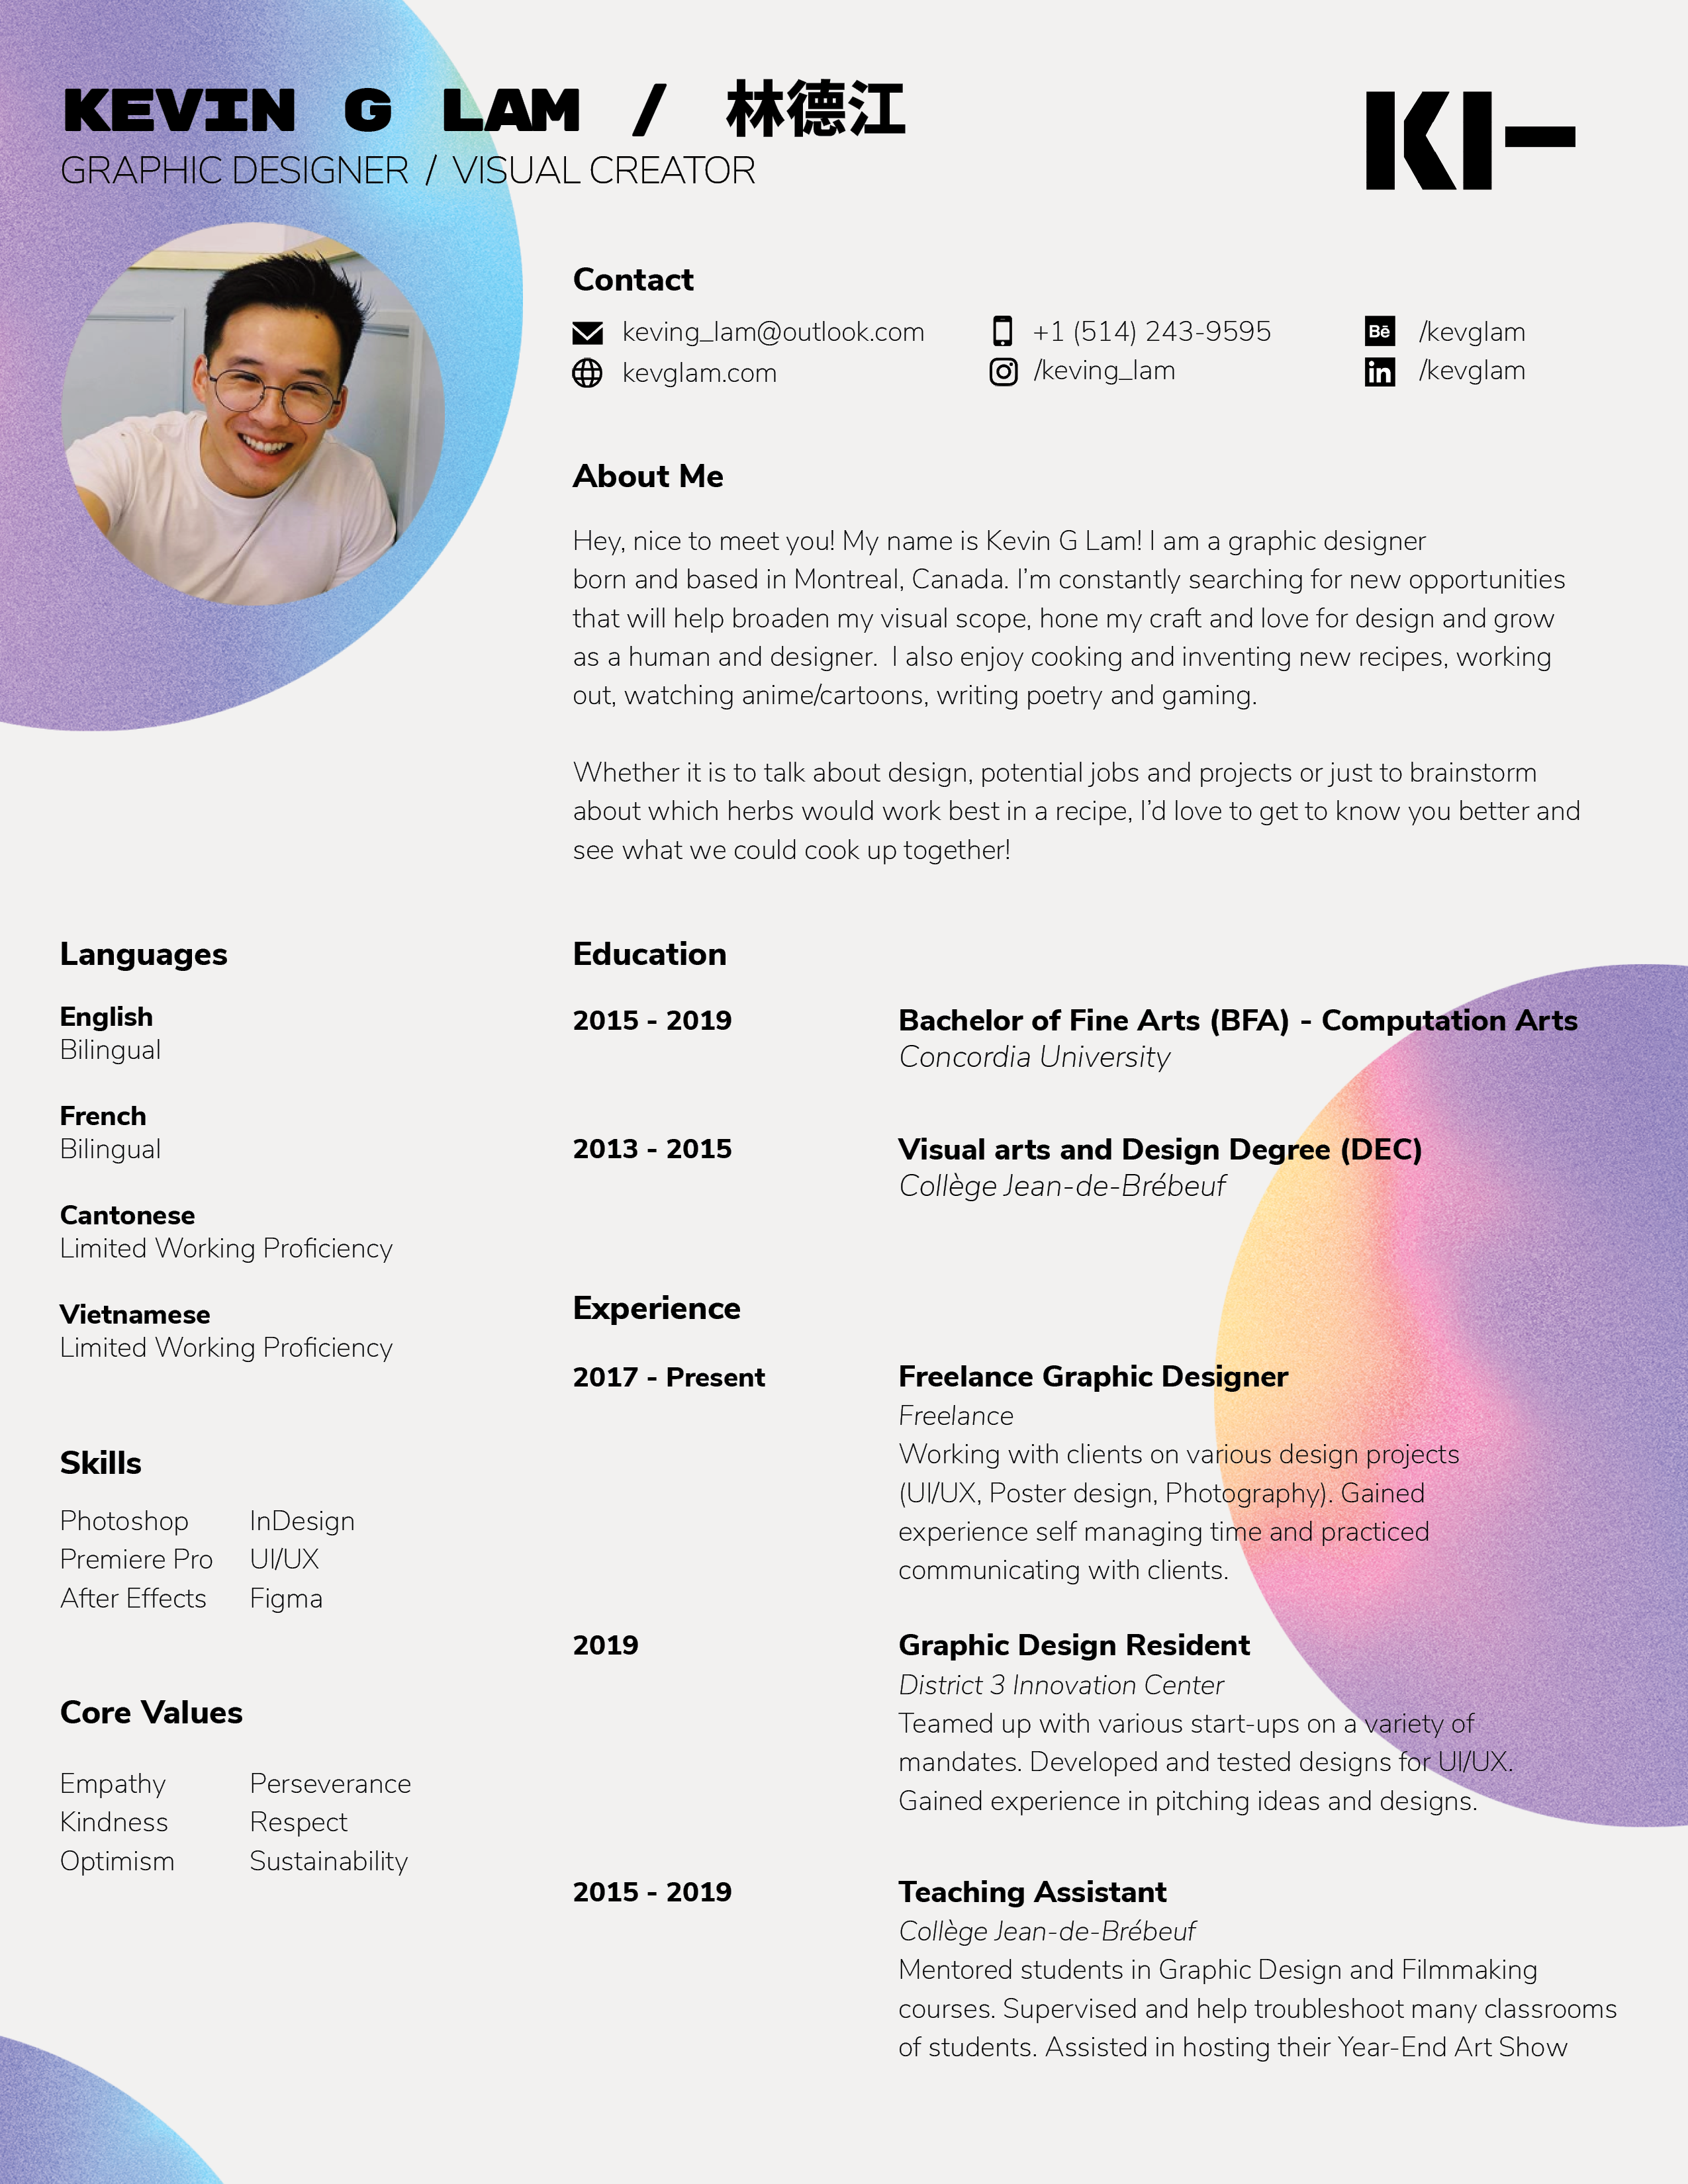 KEVIN G LAM / 林德江
GRAPHIC DESIGNER / VISUAL CREATOR
KI-
Contact
keving_lam@outlook.com
+1 (514) 243-9595
Bē /kevglam
kevglam.com
/keving_lam
in /kevglam
About Me
Hey, nice to meet you! My name is Kevin G Lam! I am a graphic designer
born and based in Montreal, Canada. I’m constantly searching for new opportunities
that will help broaden my visual scope, hone my craft and love for design and grow
as a human and designer.  I also enjoy cooking and inventing new recipes, working
out, watching anime/cartoons, writing poetry and gaming.
Whether it is to talk about design, potential jobs and projects or just to brainstorm
about which herbs would work best in a recipe, I’d love to get to know you better and
see what we could cook up together!
Languages
English
Bilingual
French
Bilingual
Cantonese
Limited Working Proficiency
Vietnamese
Limited Working Proficiency
Skills
Photoshop InDesign
Premiere Pro UI/UX
After Effects Figma
Core Values
Empathy Perseverance
Kindness Respect
Optimism Sustainability
Education
2015 - 2019 Bachelor of Fine Arts (BFA) - Computation Arts
Concordia University
2013 - 2015 Visual arts and Design Degree (DEC)
Collège Jean-de-Brébeuf
Experience
2017 - Present Freelance Graphic Designer
Freelance
Working with clients on various design projects
(UI/UX, Poster design, Photography). Gained
experience self managing time and practiced
communicating with clients.
2019 Graphic Design Resident
District 3 Innovation Center
Teamed up with various start-ups on a variety of
mandates. Developed and tested designs for UI/UX.
Gained experience in pitching ideas and designs.
2015 - 2019 Teaching Assistant
Collège Jean-de-Brébeuf
Mentored students in Graphic Design and Filmmaking
courses. Supervised and help troubleshoot many classrooms
of students. Assisted in hosting their Year-End Art Show